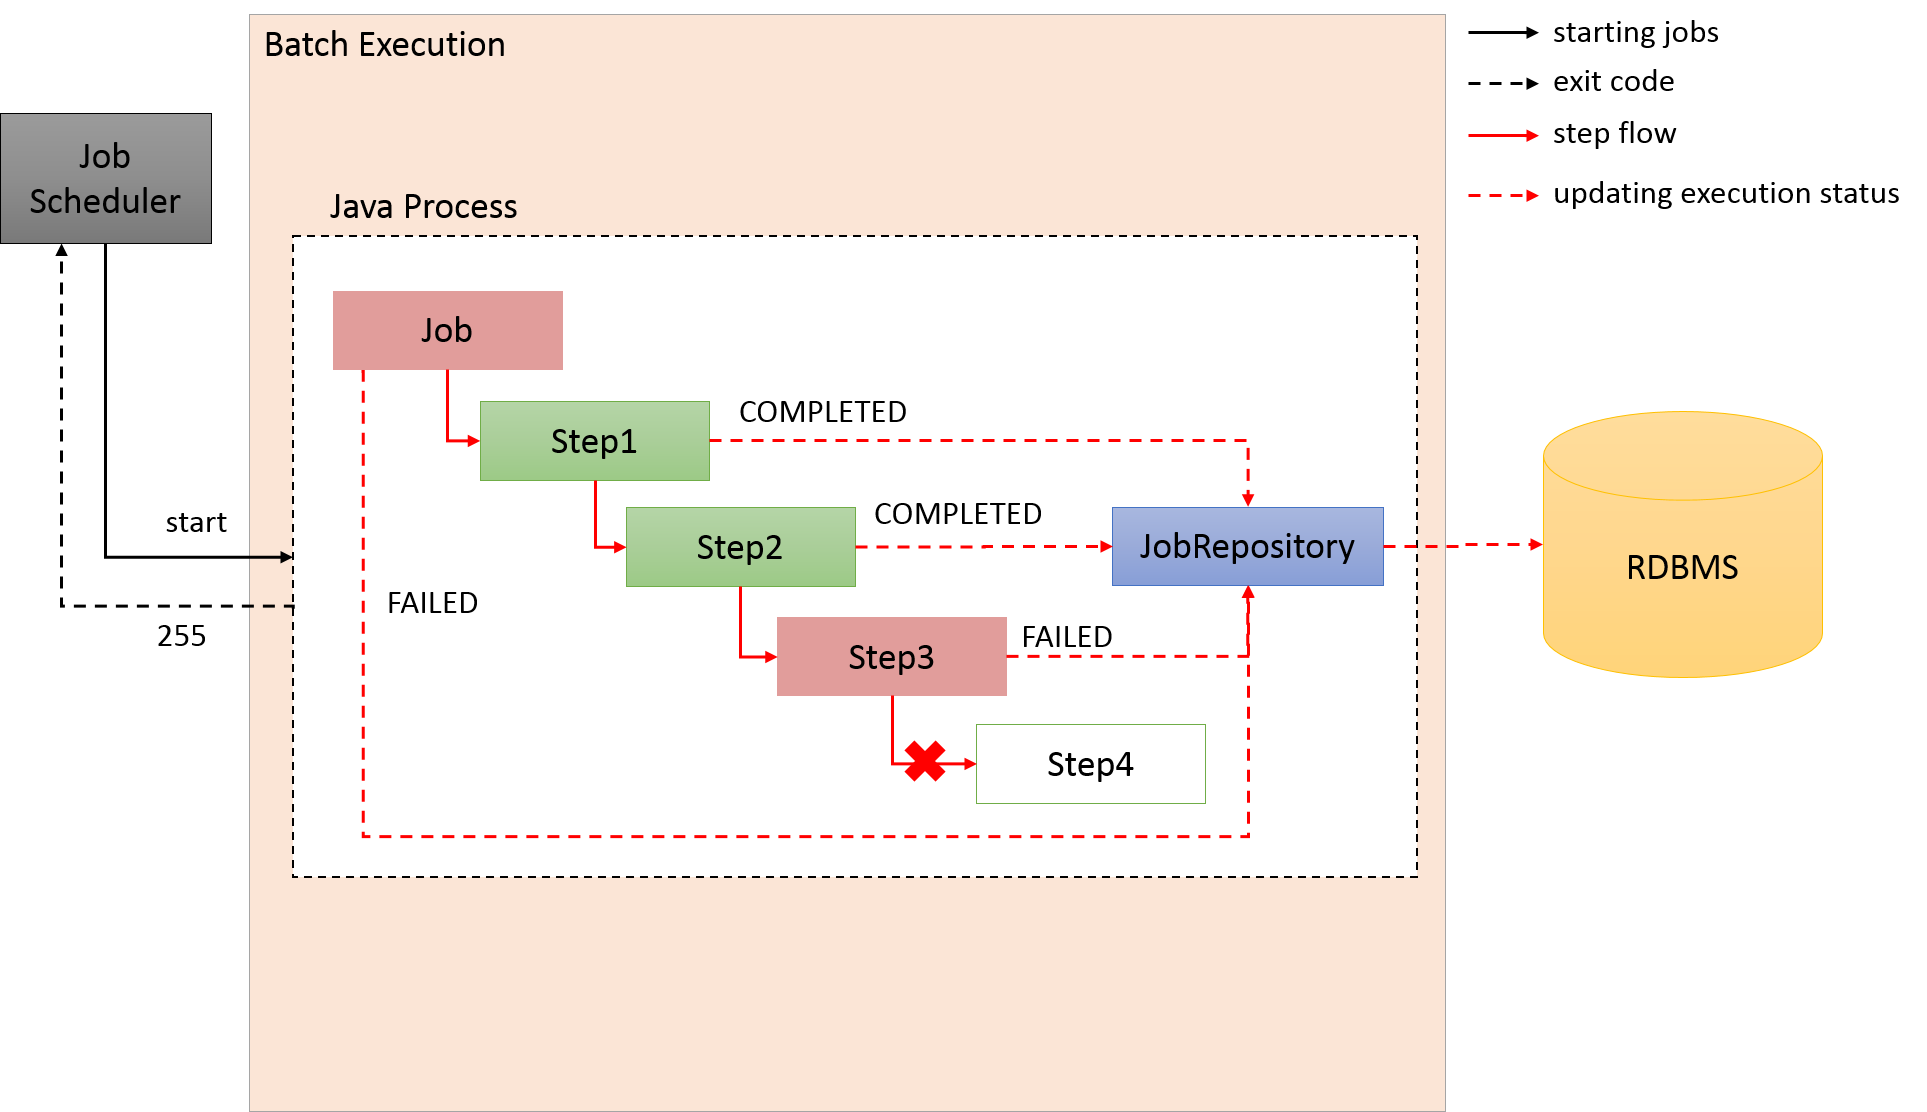 Batch Execution
starting jobs
exit code
step flow
updating execution status
Job
Scheduler
Java Process
Job
COMPLETED
Step1
start
COMPLETED
Step2
JobRepository
RDBMS
FAILED
255
FAILED
Step3
Step4